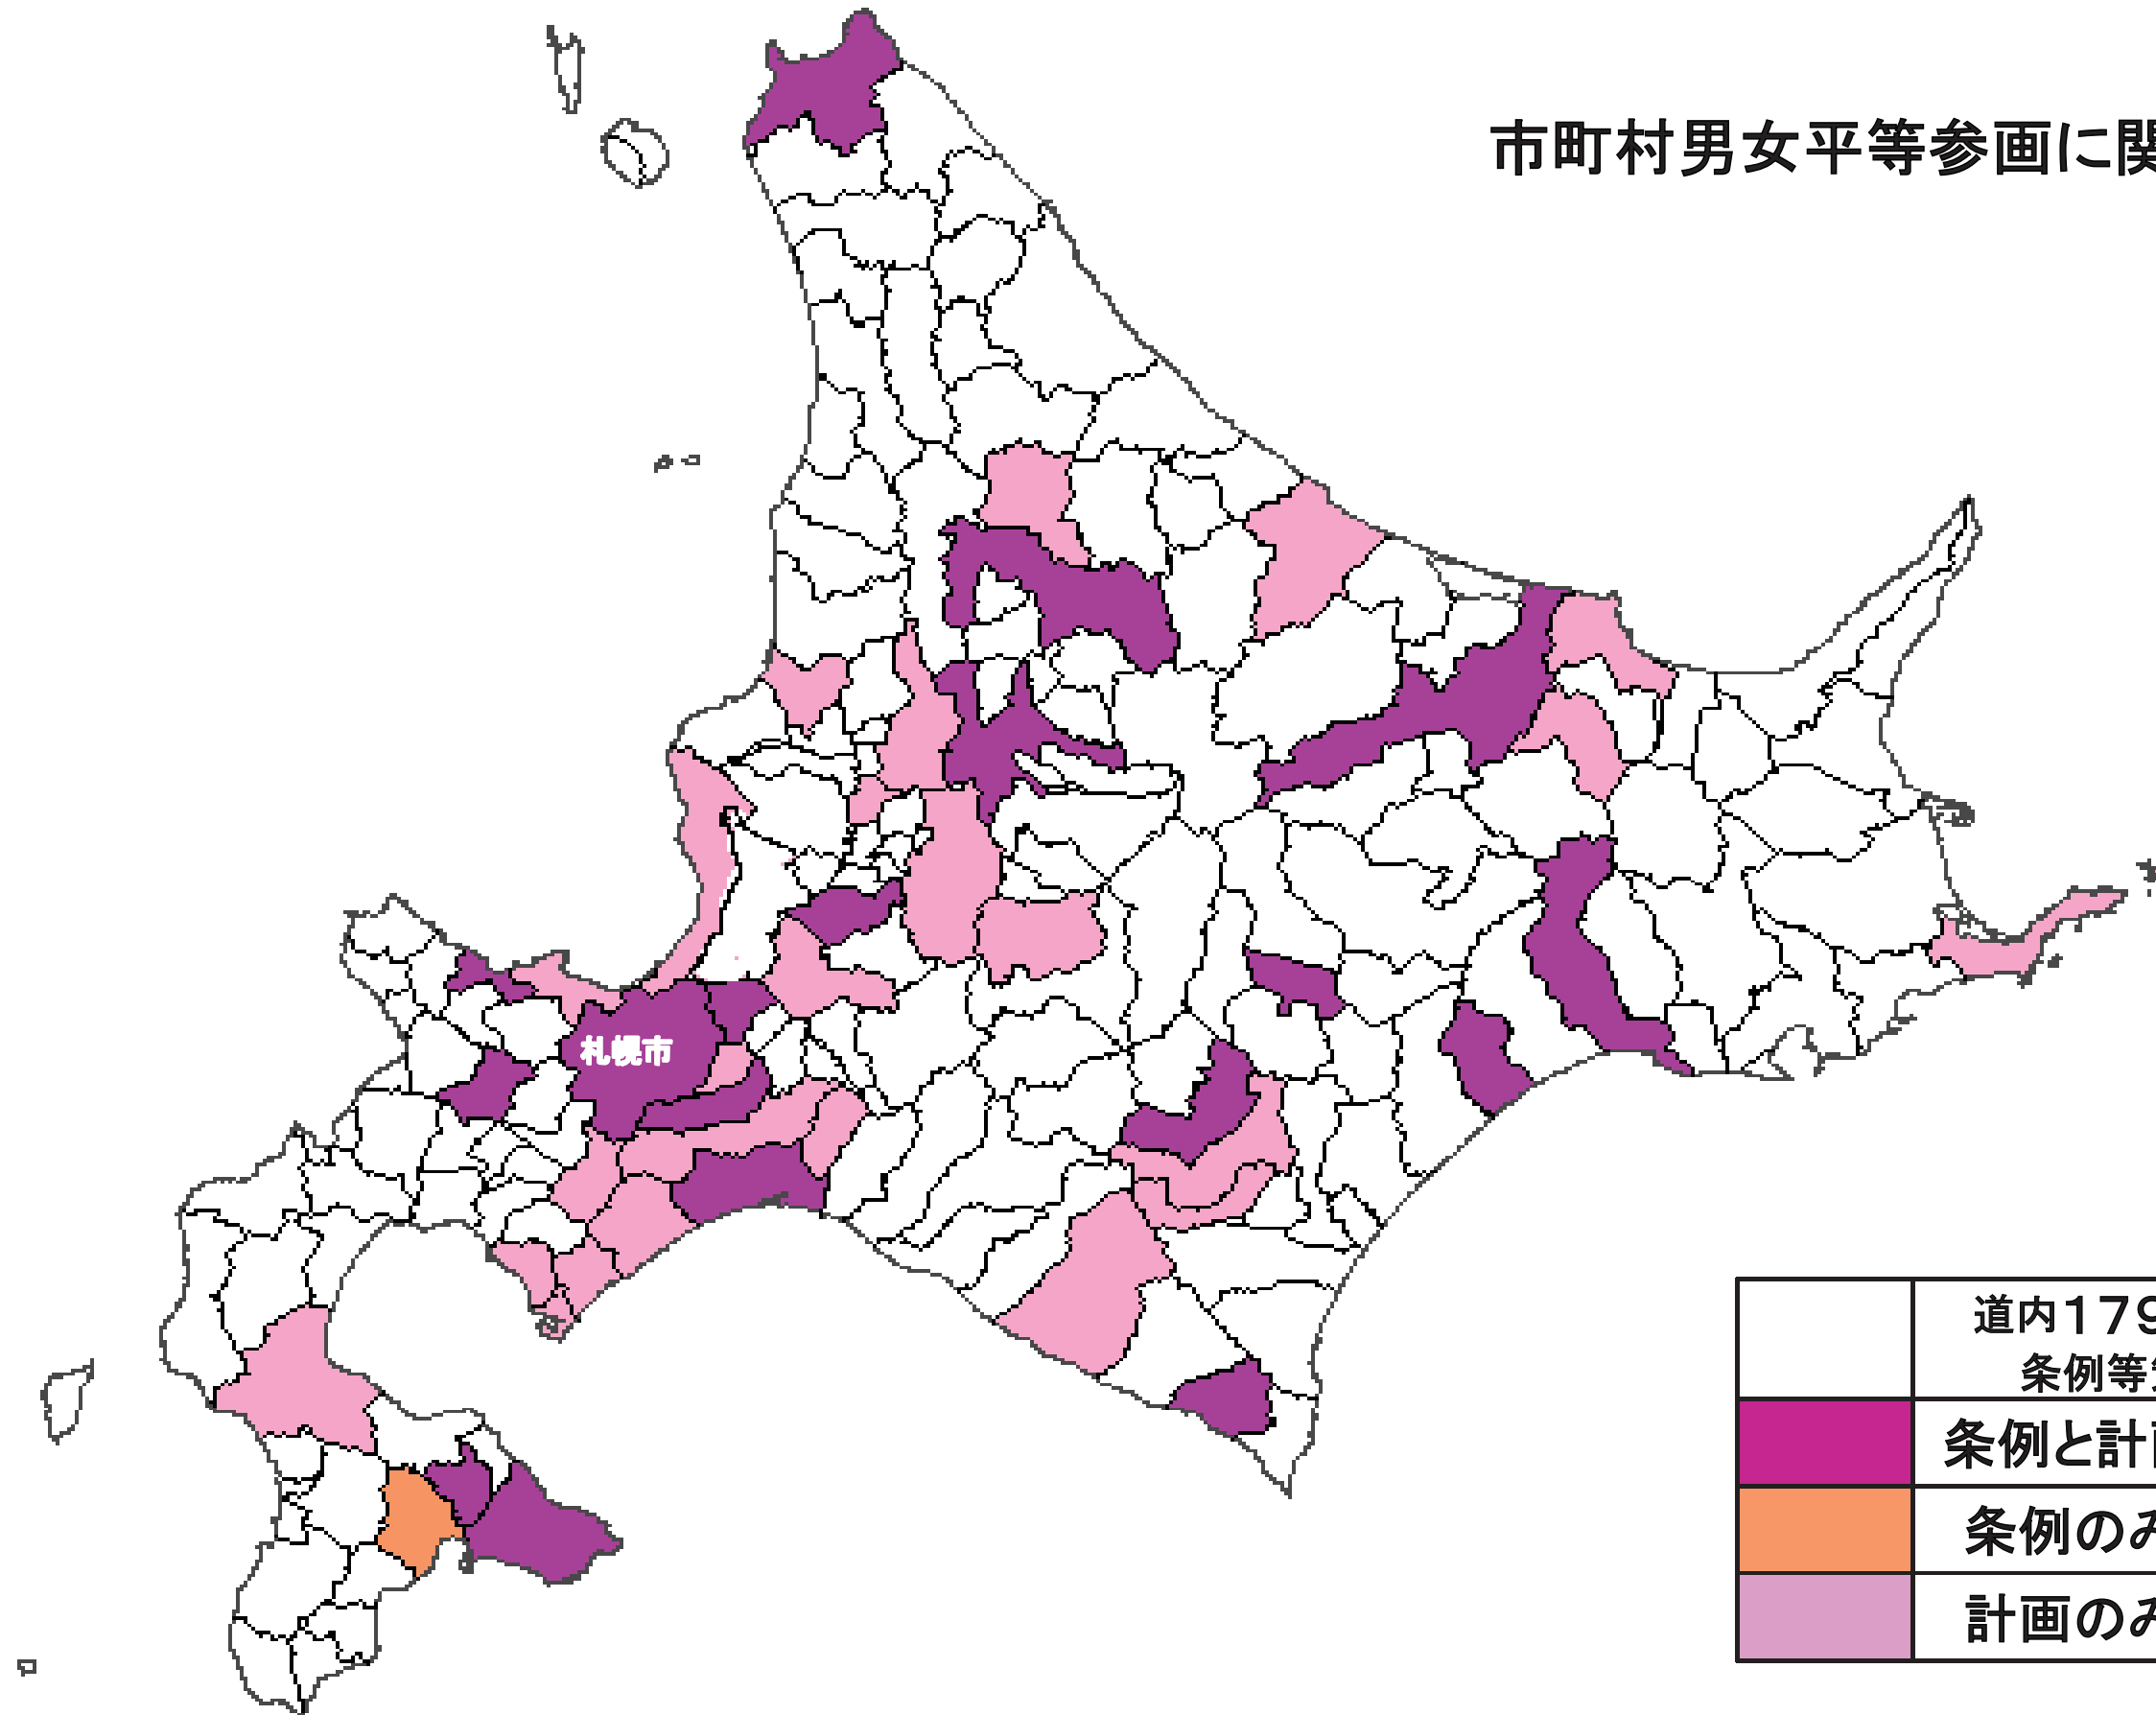 市町村男女平等参画に関
札幌市
道内179
条例等
条例と計画
条例のみ
計画のみ